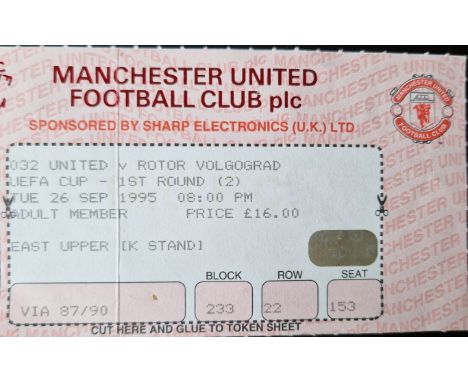 MANCHESTER UNITED
FOOTBALL CLUB plc
SPONSORED BY SHARP ELECTRONICS (U.K.) LTD
032 UNITED v ROTOR VOLGOGRAD
UEFA CUP - 1ST ROUND (2)
TUE 26 SEP 1995 08:00 PM
ADULT MEMBER PRICE £16.00
EAST UPPER [K STAND]
BLOCK ROW SEAT
VIA 87/90 233 22 153
CUT HERE AND GLUE TO TOKEN SHEET